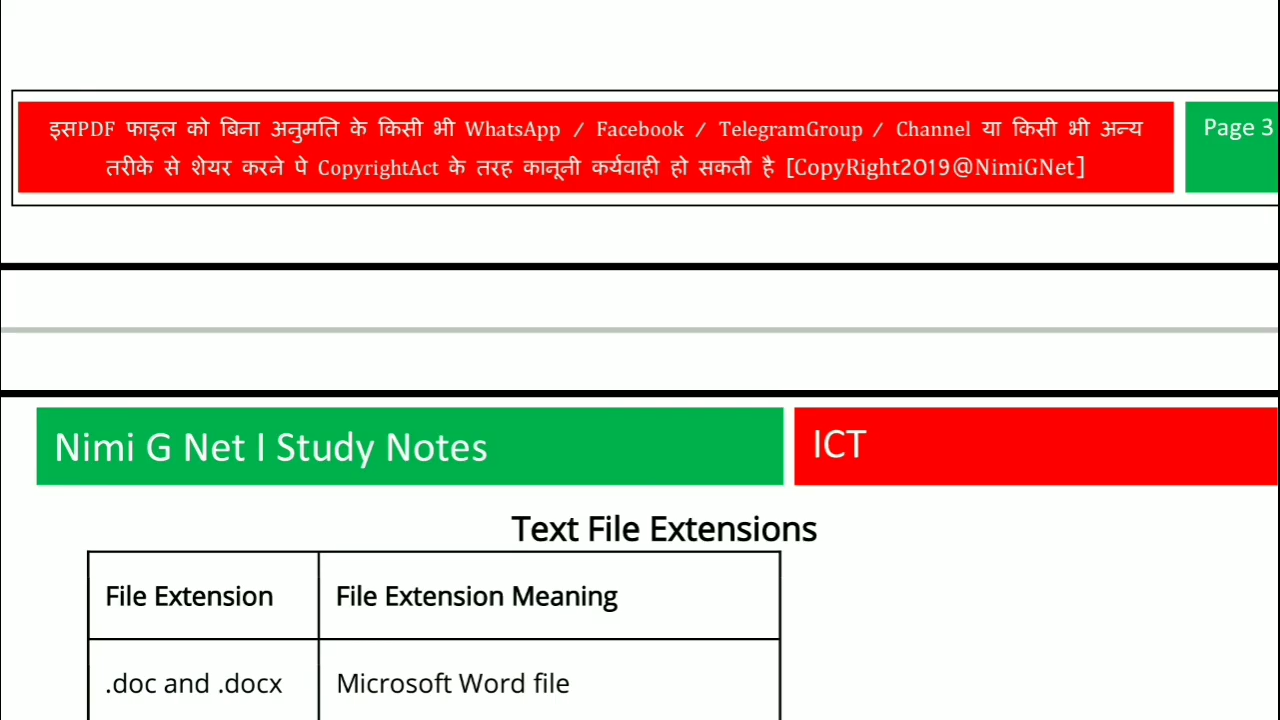 इसPDF फाइल को बिना अनुमति के किसी भी WhatsApp / Facebook / TelegramGroup / Channel या किसी भी अन्य
तरीके से शेयर करने पे CopyrightAct के तरह कानूनी कर्यवाही हो सकती है [CopyRight2019@NimiGNet]
Page 3
Nimi G Net I Study Notes
ICT
Text File Extensions
File Extension
File Extension Meaning
.doc and .docx
Microsoft Word file